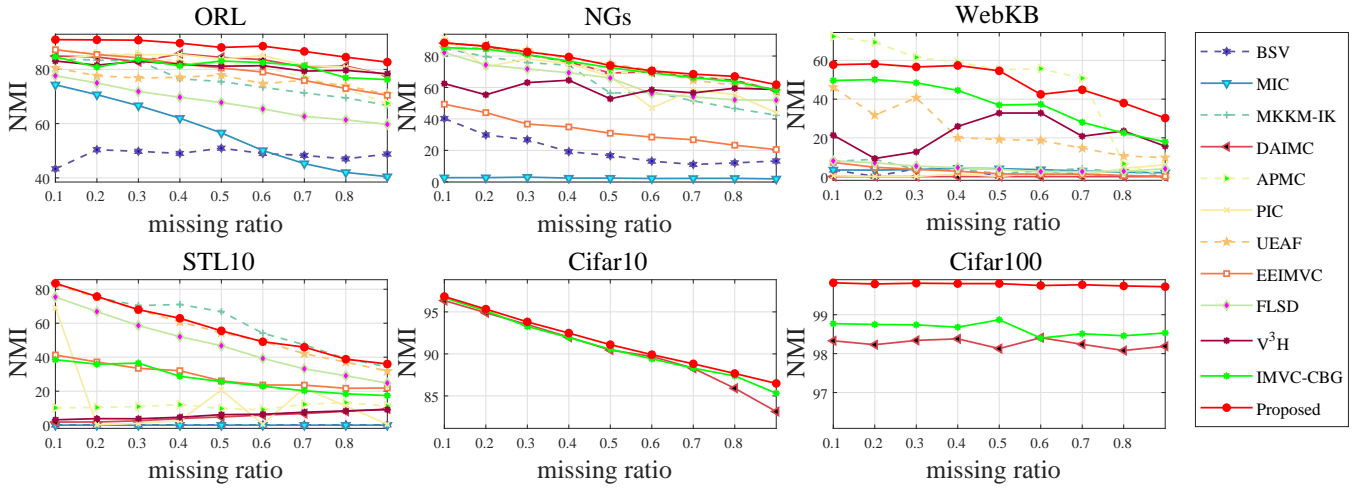 ORL
NMI
80
60
40
0.1 0.2 0.3 0.4 0.5 0.6 0.7 0.8
missing ratio
NGs
NMI
80
60
40
20
0
0.1 0.2 0.3 0.4 0.5 0.6 0.7 0.8
missing ratio
WebKB
NMI
60
40
20
0
0.1 0.2 0.3 0.4 0.5 0.6 0.7 0.8
missing ratio
STL10
NMI
80
60
40
20
0
0.1 0.2 0.3 0.4 0.5 0.6 0.7 0.8
missing ratio
Cifar10
NMI
95
90
85
0.1 0.2 0.3 0.4 0.5 0.6 0.7 0.8
missing ratio
Cifar100
NMI
99
98
97
0.1 0.2 0.3 0.4 0.5 0.6 0.7 0.8
missing ratio
BSV
MIC
MKKM-IK
DAIMC
APMC
PIC
UEAF
EEIMVC
FLSD
V³H
IMVC-CBG
Proposed